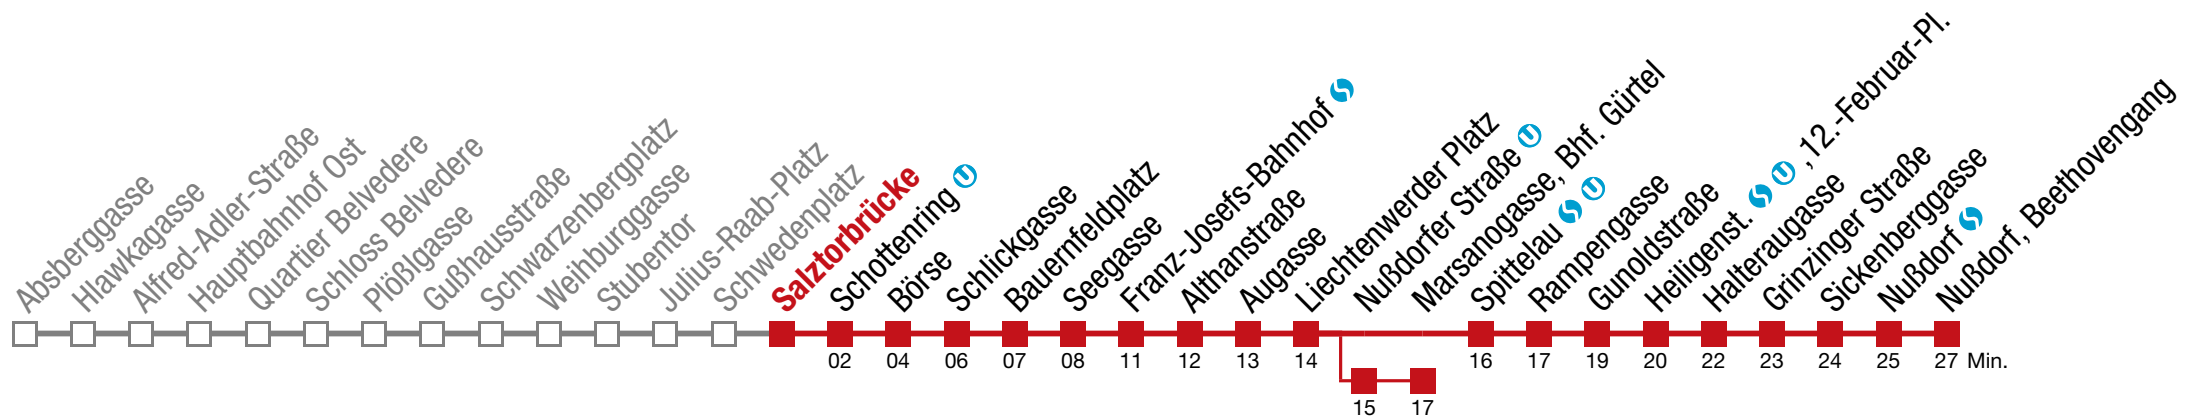 Absberggasse
Hlawkagasse
Alfred-Adler-Straße
Hauptbahnhof Ost
Quartier Belvedere
Schloss Belvedere
Plößlgasse
Gußhausstraße
Schwarzenbergplatz
Weihburggasse
Stubentor
Julius-Raab-Platz
Schwedenplatz
Salztorbrücke
Schottenring U
Börse
Schlickgasse
Bauernfeldplatz
Seegasse
Franz-Josefs-Bahnhof S
Althanstraße
Augasse
Liechtenwerder Platz
Nußdorfer Straße U
Marsanogasse, Bhf. Gürtel
Spittelau S U
Rampengasse
Gunoldstraße
Heiligenst. S U ,12.-Februar-Pl.
Halteraugasse
Grinzinger Straße
Sickenberggasse
Nußdorf S
Nußdorf, Beethovengang
02 04 06 07 08 11 12 13 14 16 17 19 20 22 23 24 25 27 Min.
15 17